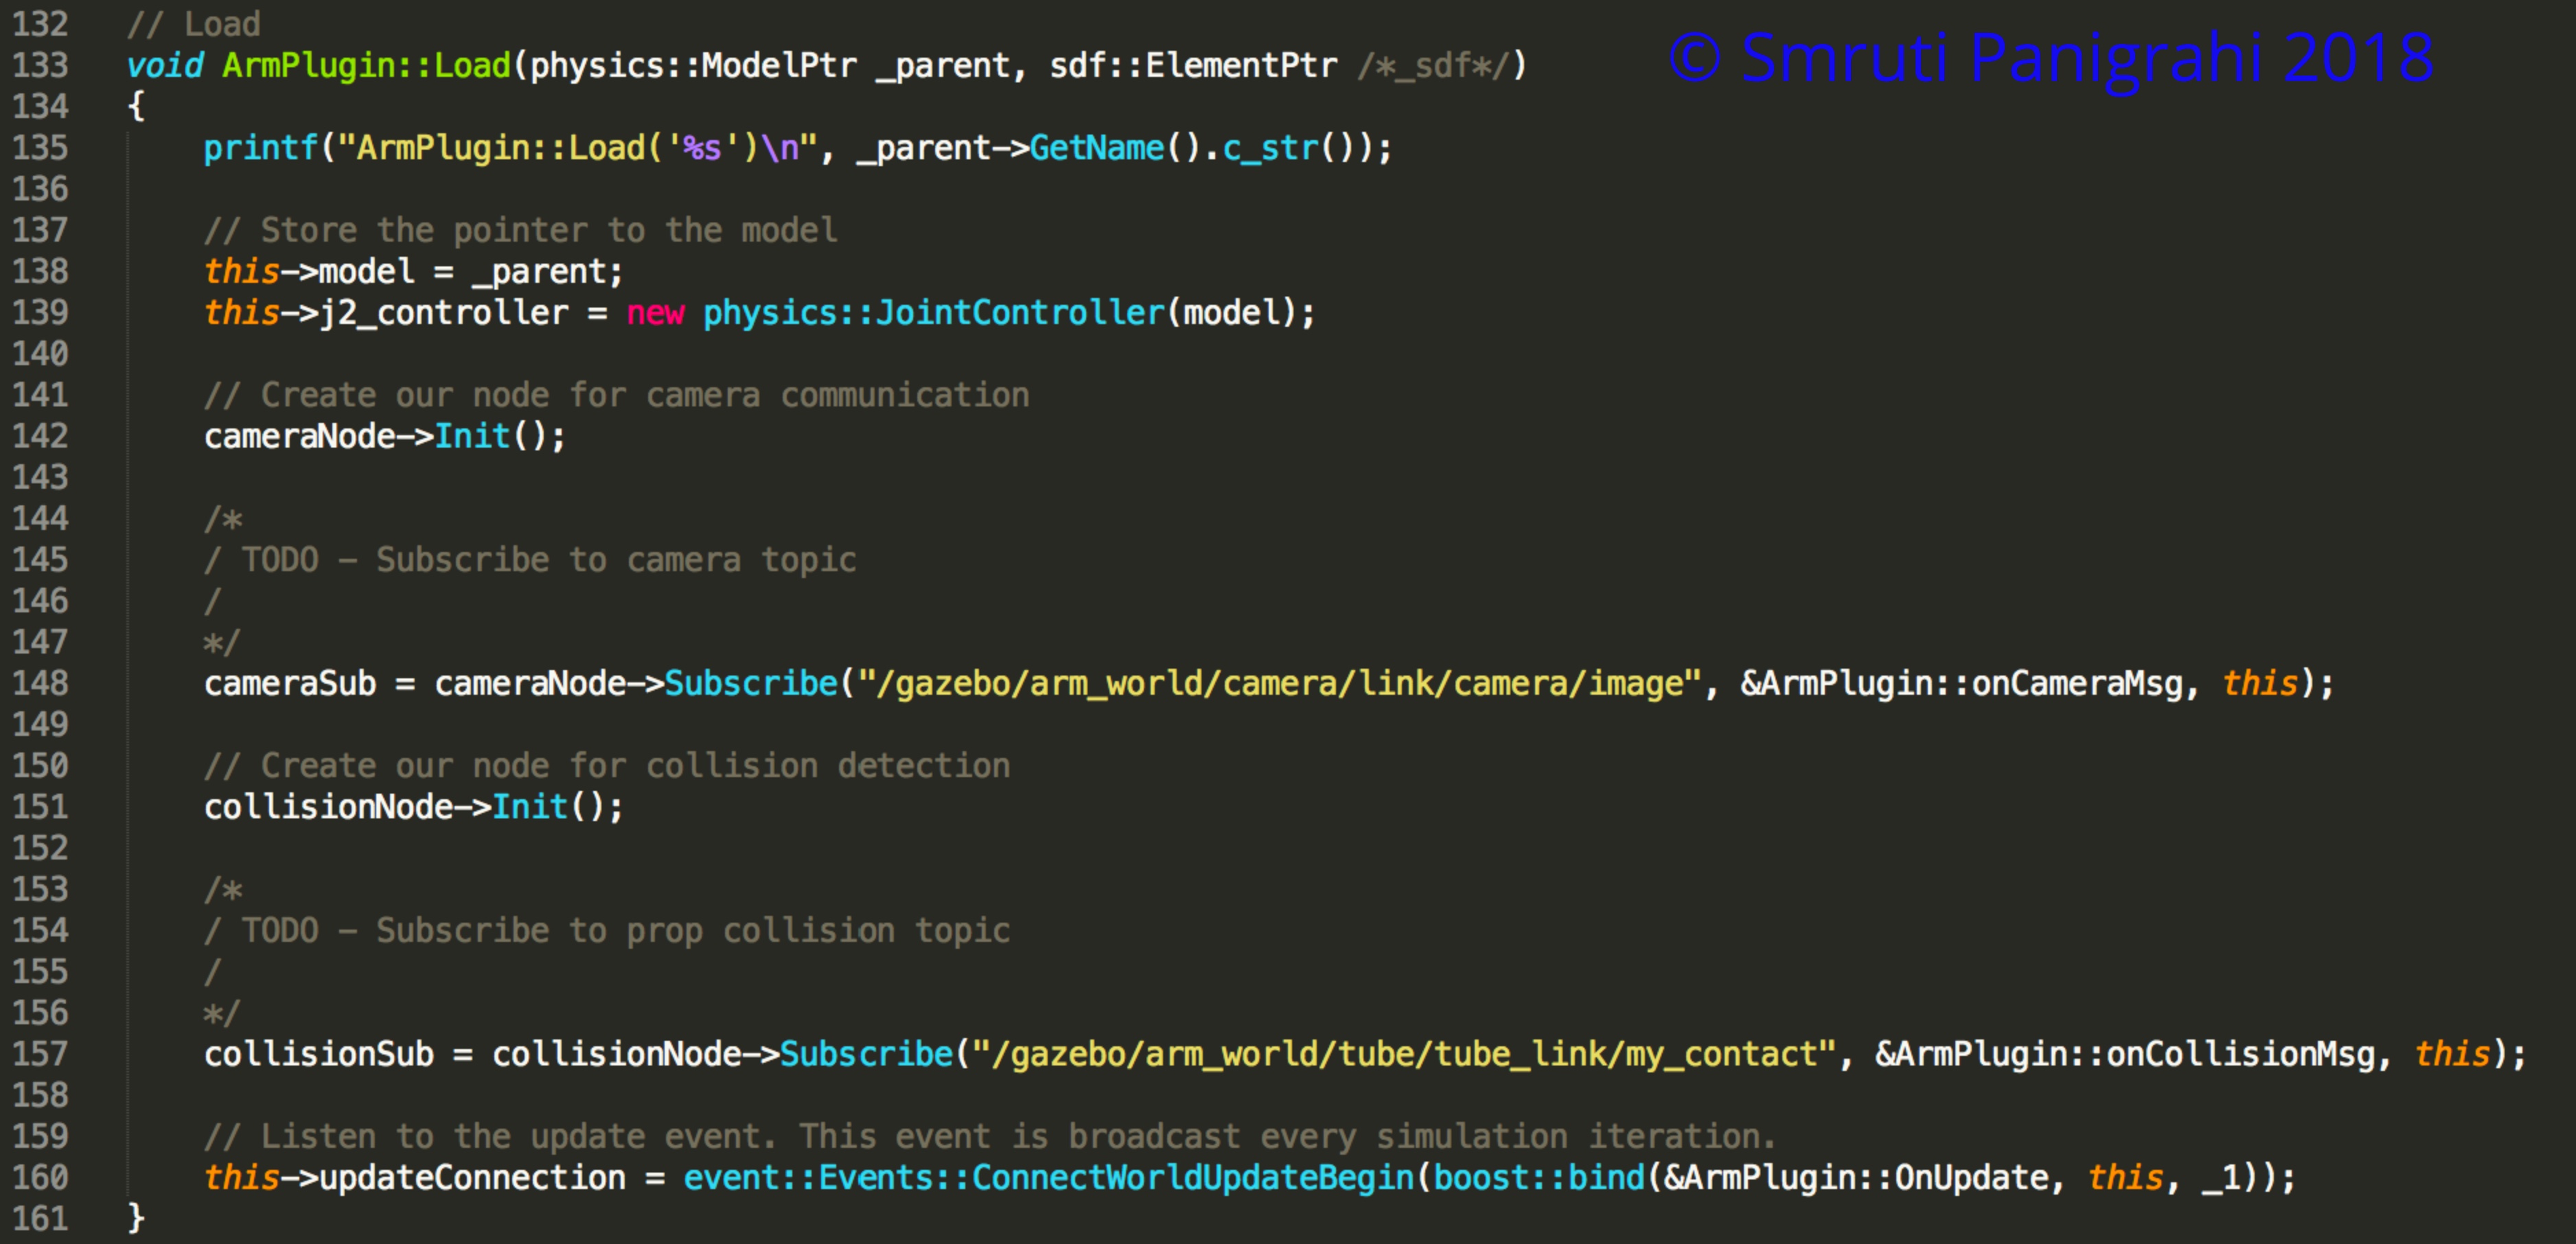 132 // Load
133 void ArmPlugin::Load(physics::ModelPtr _parent, sdf::ElementPtr /*_sdf*/)
© Smruti Panigrahi 2018
134 {
135 printf("ArmPlugin::Load('%s')\n", _parent->GetName().c_str());
136
137 // Store the pointer to the model
138 this->model = _parent;
139 this->j2_controller = new physics::JointController(model);
140
141 // Create our node for camera communication
142 cameraNode->Init();
143
144 /*
145 / TODO - Subscribe to camera topic
146 /
147 */
148 cameraSub = cameraNode->Subscribe("/gazebo/arm_world/camera/link/camera/image", &ArmPlugin::onCameraMsg, this);
149
150 // Create our node for collision detection
151 collisionNode->Init();
152
153 /*
154 / TODO - Subscribe to prop collision topic
155 /
156 */
157 collisionSub = collisionNode->Subscribe("/gazebo/arm_world/tube/tube_link/my_contact", &ArmPlugin::onCollisionMsg, this);
158
159 // Listen to the update event. This event is broadcast every simulation iteration.
160 this->updateConnection = event::Events::ConnectWorldUpdateBegin(boost::bind(&ArmPlugin::OnUpdate, this, _1));
161 }